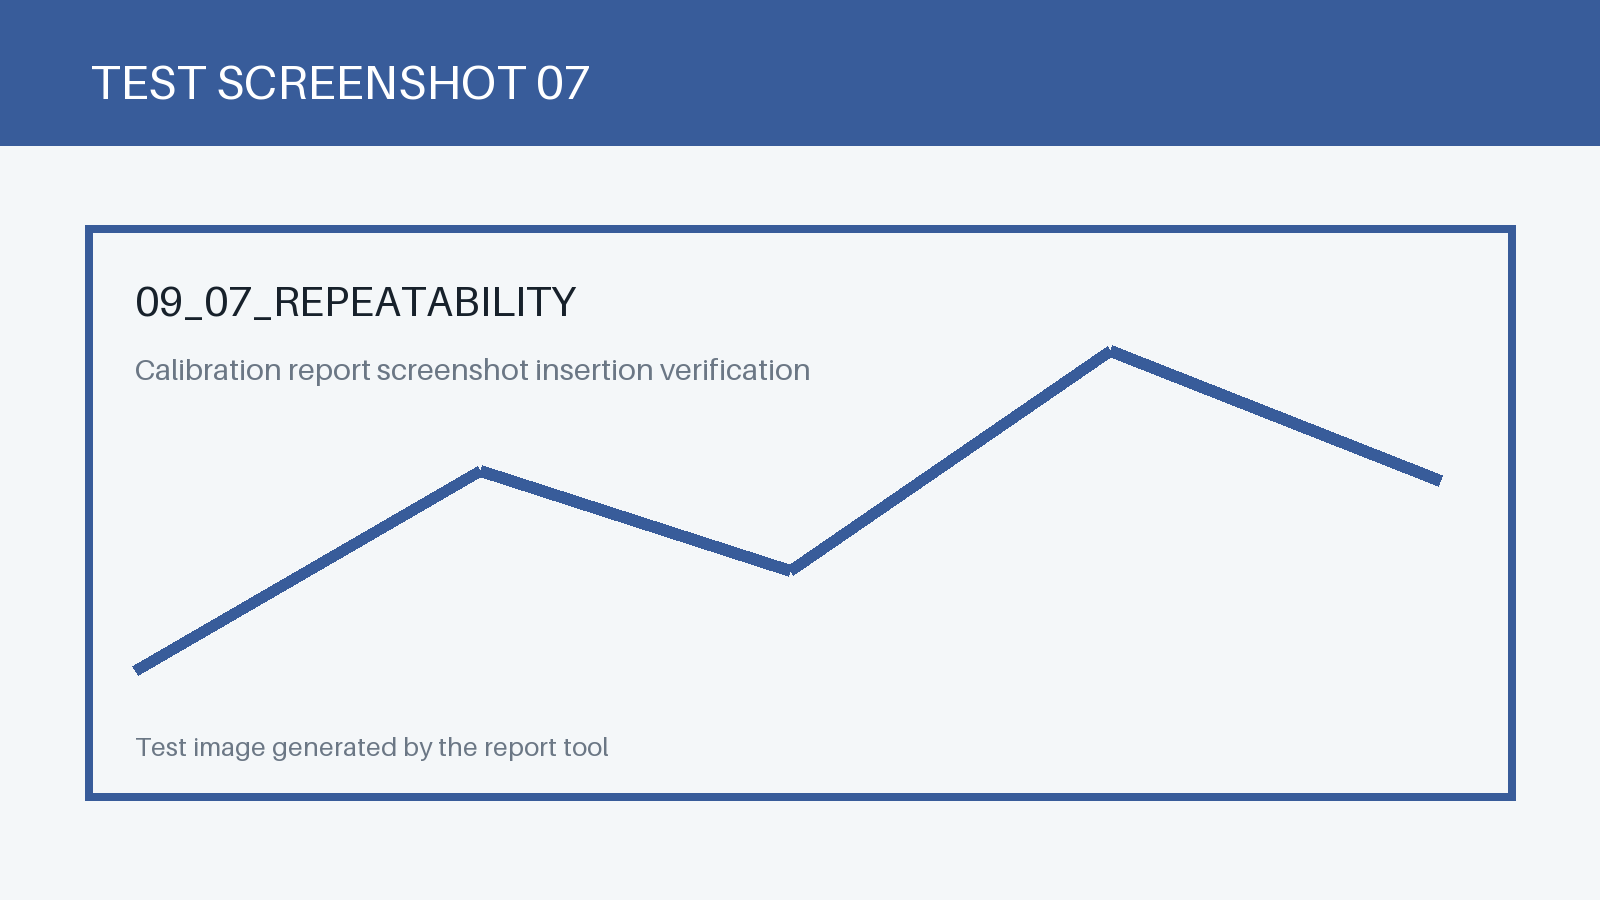 TEST SCREENSHOT 07
09_07_REPEATABILITY
Calibration report screenshot insertion verification
Test image generated by the report tool